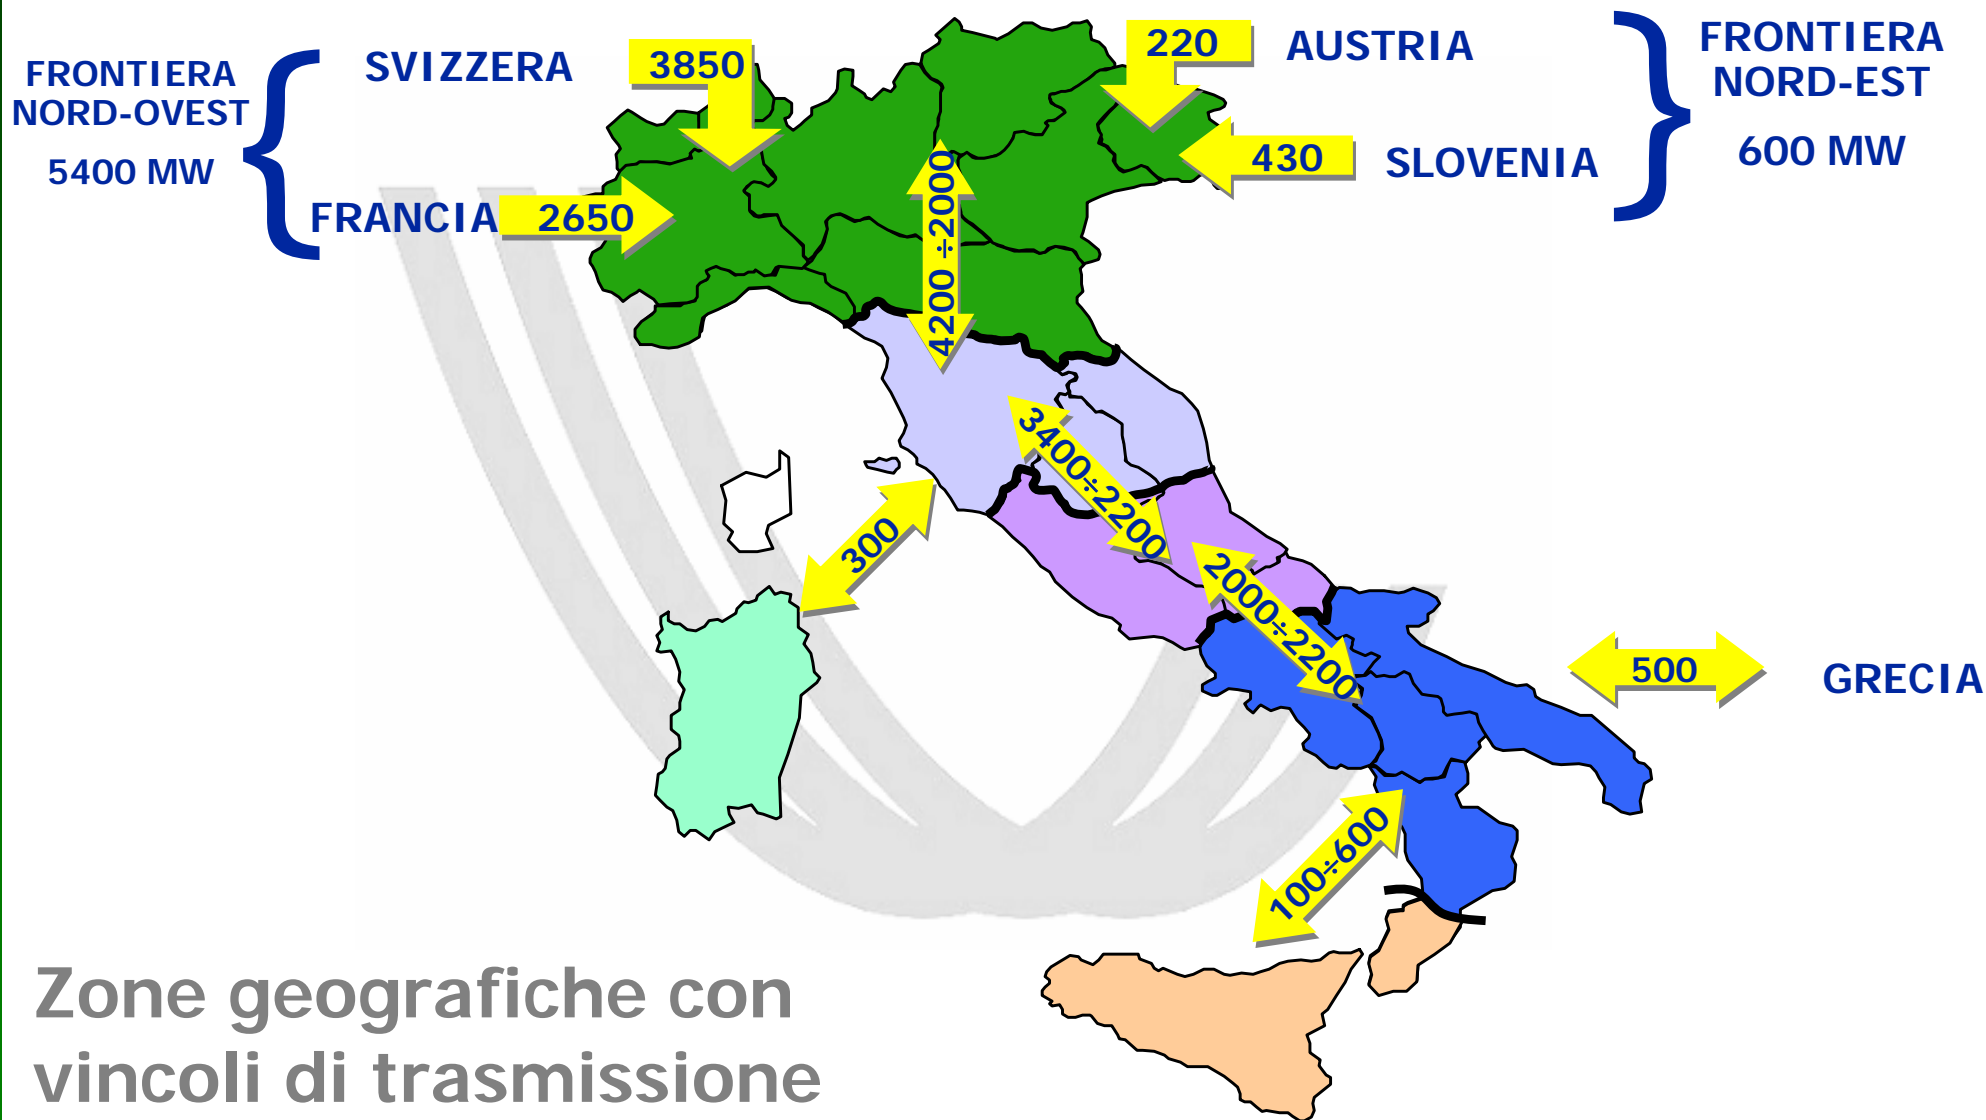 FRONTIERA
NORD-OVEST
5400 MW
SVIZZERA
3850
FRANCIA
2650
220
AUSTRIA
430
SLOVENIA
FRONTIERA
NORD-EST
600 MW
4200 ÷2000
3400÷2200
300
2000÷2200
500
GRECIA
100÷600
Zone geografiche con
vincoli di trasmissione